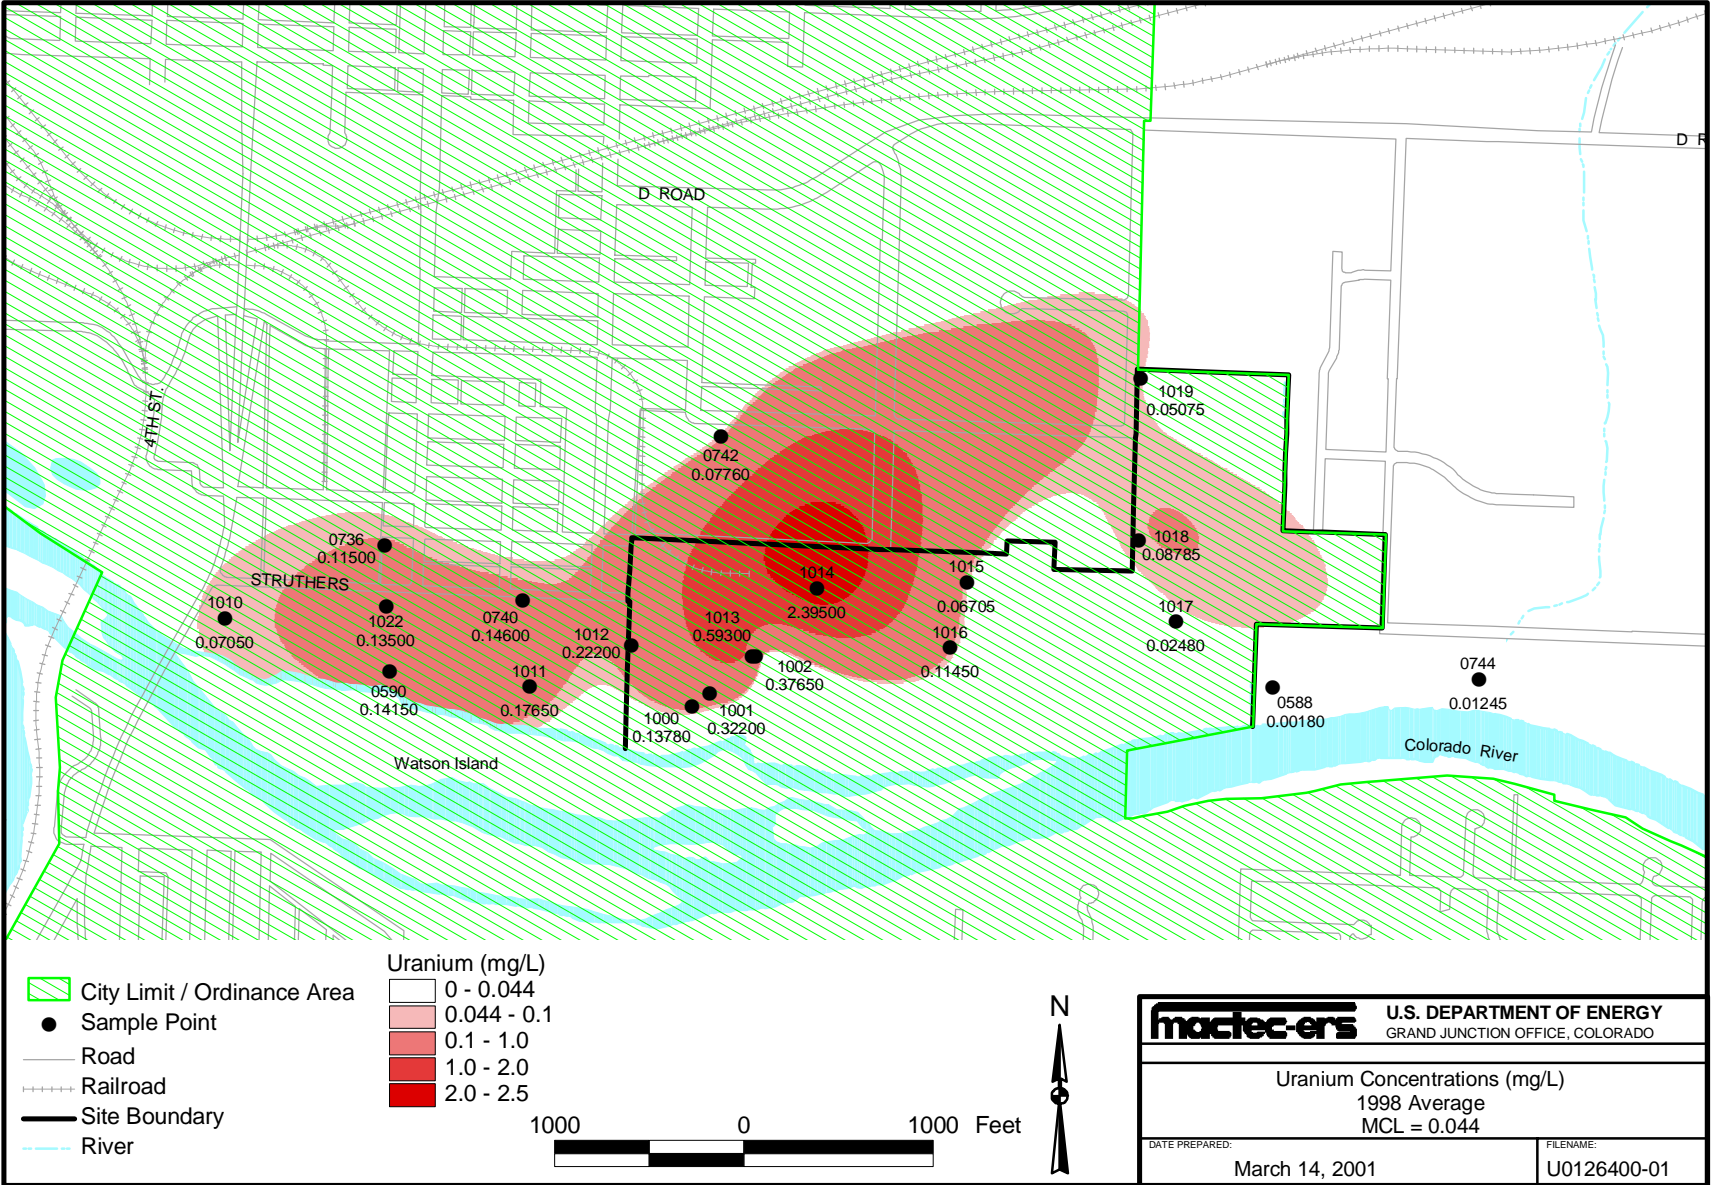 D R
D ROAD
4TH ST.
1019
0.05075
0742
0.07760
0736
0.11500
1018
0.08785
STRUTHERS
1014
2.39500
1015
0.06705
1010
0.07050
1022
0.13500
0740
0.14600
1013
0.59300
1017
0.02480
1012
0.22200
1016
0.11450
0590
0.14150
1011
0.17650
1002
0.37650
0744
0.01245
1000
0.13780
1001
0.32200
0588
0.00180
Watson Island
Colorado River
City Limit / Ordinance Area
Sample Point
Road
Railroad
Site Boundary
River
Uranium (mg/L)
0 - 0.044
0.044 - 0.1
0.1 - 1.0
1.0 - 2.0
2.0 - 2.5
1000 0 1000 Feet
N
mactec-ers
U.S. DEPARTMENT OF ENERGY
GRAND JUNCTION OFFICE, COLORADO
Uranium Concentrations (mg/L)
1998 Average
MCL = 0.044
DATE PREPARED:
March 14, 2001
FILENAME:
U0126400-01